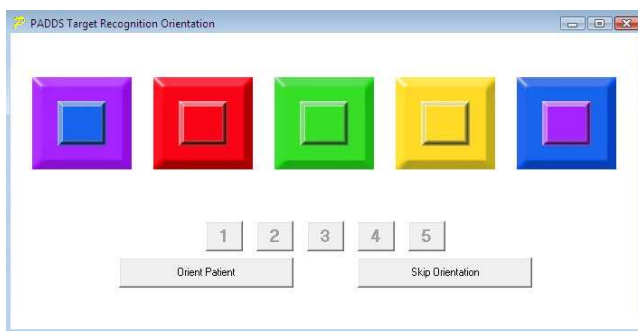 PADDS Target Recognition Orientation
1 2 3 4 5
Orient Patient Skip Orientation